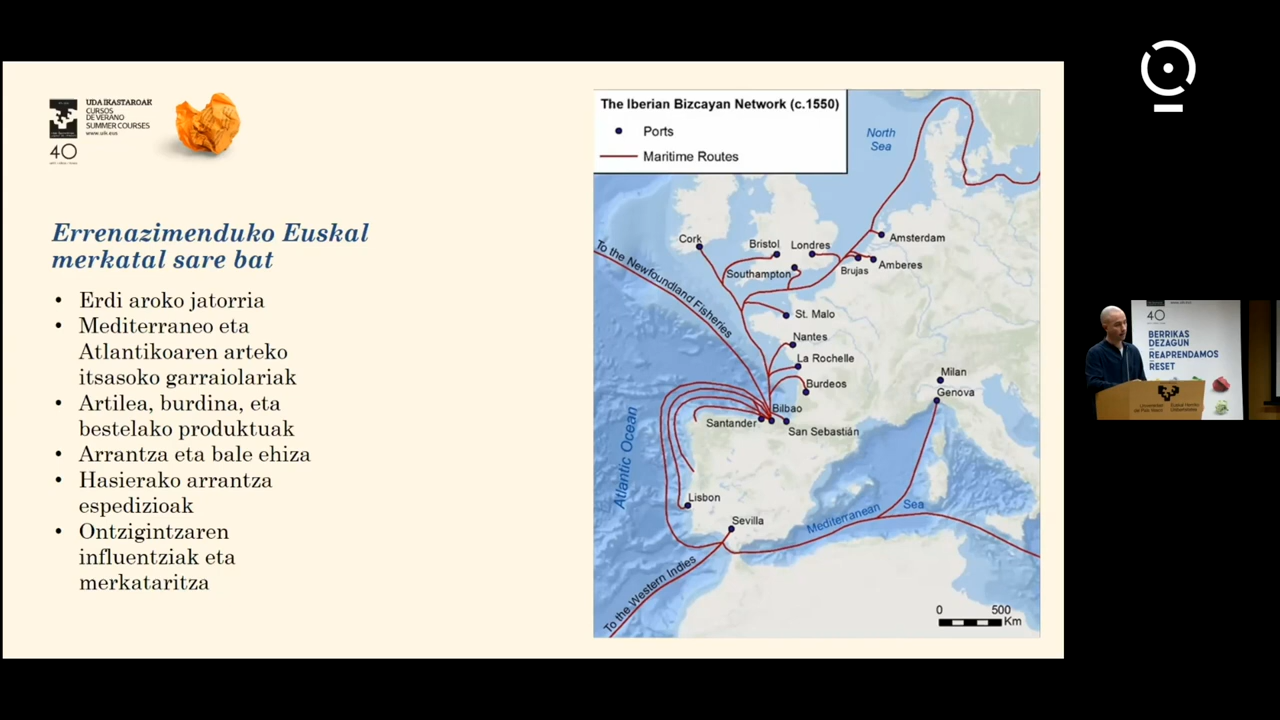 UDA IKASTAROAK
CURSOS
DE VERANO
SUMMER COURSES
www.uik.eus
40
Errenazimenduko Euskal
merkatal sare bat
• Erdi aroko jatorria
• Mediterraneo eta
Atlantikoaren arteko
itsasoko garraiolariak
• Artilea, burdina, eta
bestelako produktuak
• Arrantza eta bale ehiza
• Hasierako arrantza
espedizioak
• Ontzigintzaren
influentziak eta
merkataritza
The Iberian Bizcayan Network (c.1550)
Ports
Maritime Routes
North
Sea
Cork
Bristol
Londres
Amsterdam
Southampton
Brujas
Amberes
To the Newfoundland Fisheries
St. Malo
Nantes
La Rochelle
Burdeos
Milan
Genova
Bilbao
Santander
San Sebastián
Atlantic Ocean
Lisbon
Sevilla
Mediterranean Sea
To the Western Indies
0 500
Km
40
BERRIKAS
DEZAGUN
REAPRENDAMOS
RESET